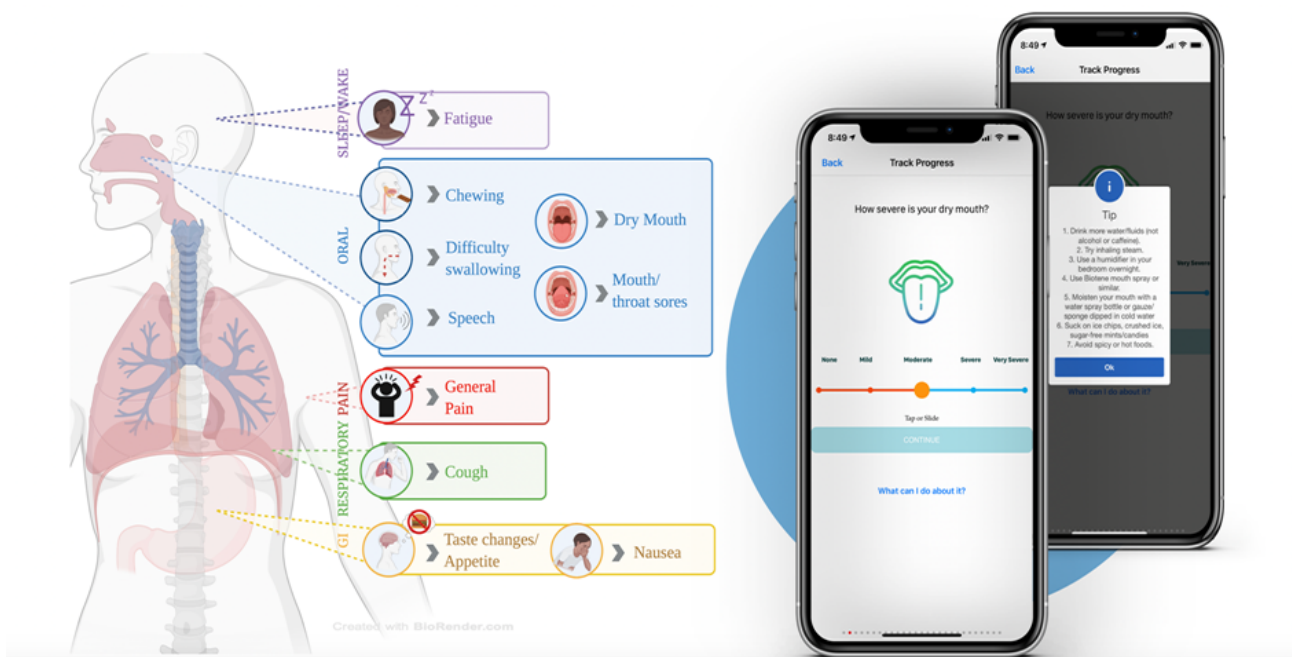 SLEEP/WAKE
Z Z Z
Fatigue
ORAL
Chewing
Difficulty
swallowing
Speech
Dry Mouth
Mouth/
throat sores
PAIN
General
Pain
RESPIRATORY
Cough
GI
Taste changes/
Appetite
Nausea
Created with BioRender.com
8:49
Back
Track Progress
How severe is your dry mouth?
None Mild Moderate Severe Very Severe
Tap or Slide
CONTINUE
What can I do about it?
8:49
Back
Track Progress
How severe is your dry mouth?
i
Tip
1. Drink more water/fluids (not
alcohol or caffeine).
2. Try inhaling steam.
3. Use a humidifier in your
bedroom overnight.
4. Use Biotene mouth spray or
similar.
5. Moisten your mouth with a
water spray bottle or gauze/
sponge dipped in cold water
6. Suck on ice chips, crushed ice,
sugar-free mints/candies
7. Avoid spicy or hot foods.
Very Severe
Ok
What can I do about it?